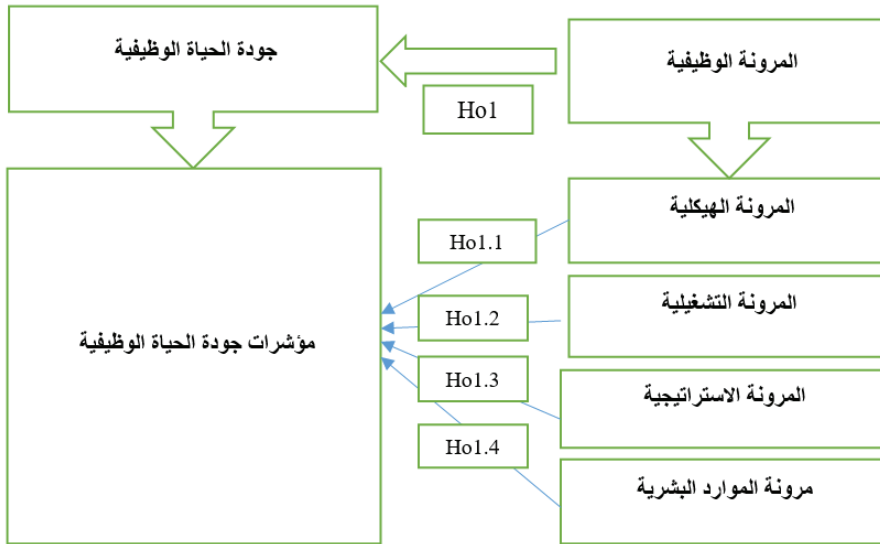 المرونة الوظيفية
جودة الحياة الوظيفية
Ho1
المرونة الهيكلية
Ho1.1
المرونة التشغيلية
Ho1.2
مؤشرات جودة الحياة الوظيفية
Ho1.3
المرونة الاستراتيجية
Ho1.4
مرونة الموارد البشرية